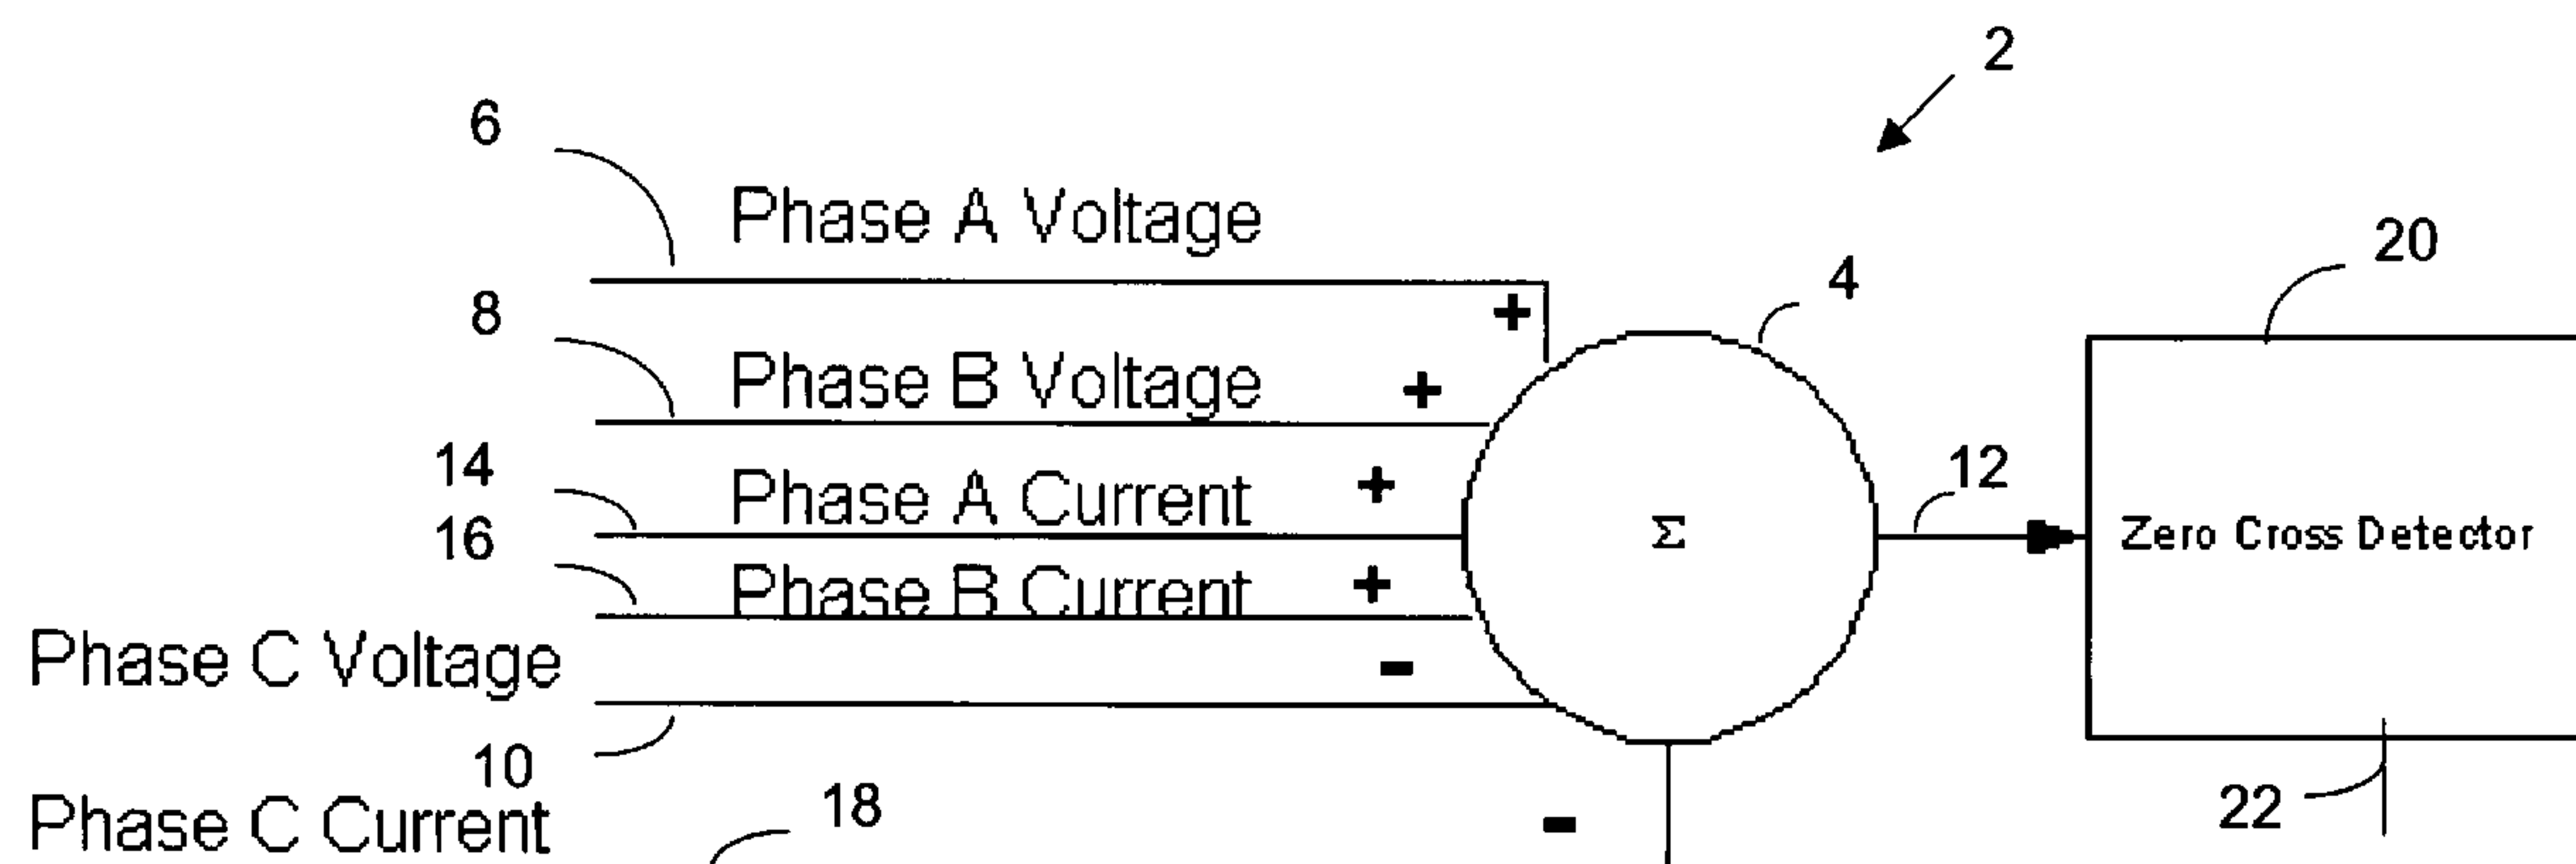 2
6
Phase A Voltage
20
4
8
+
Phase B Voltage
+
14
Phase A Current
+
12
16
Σ
Zero Cross Detector
Phase B Current
+
Phase C Voltage
-
10
22
Phase C Current
18
-